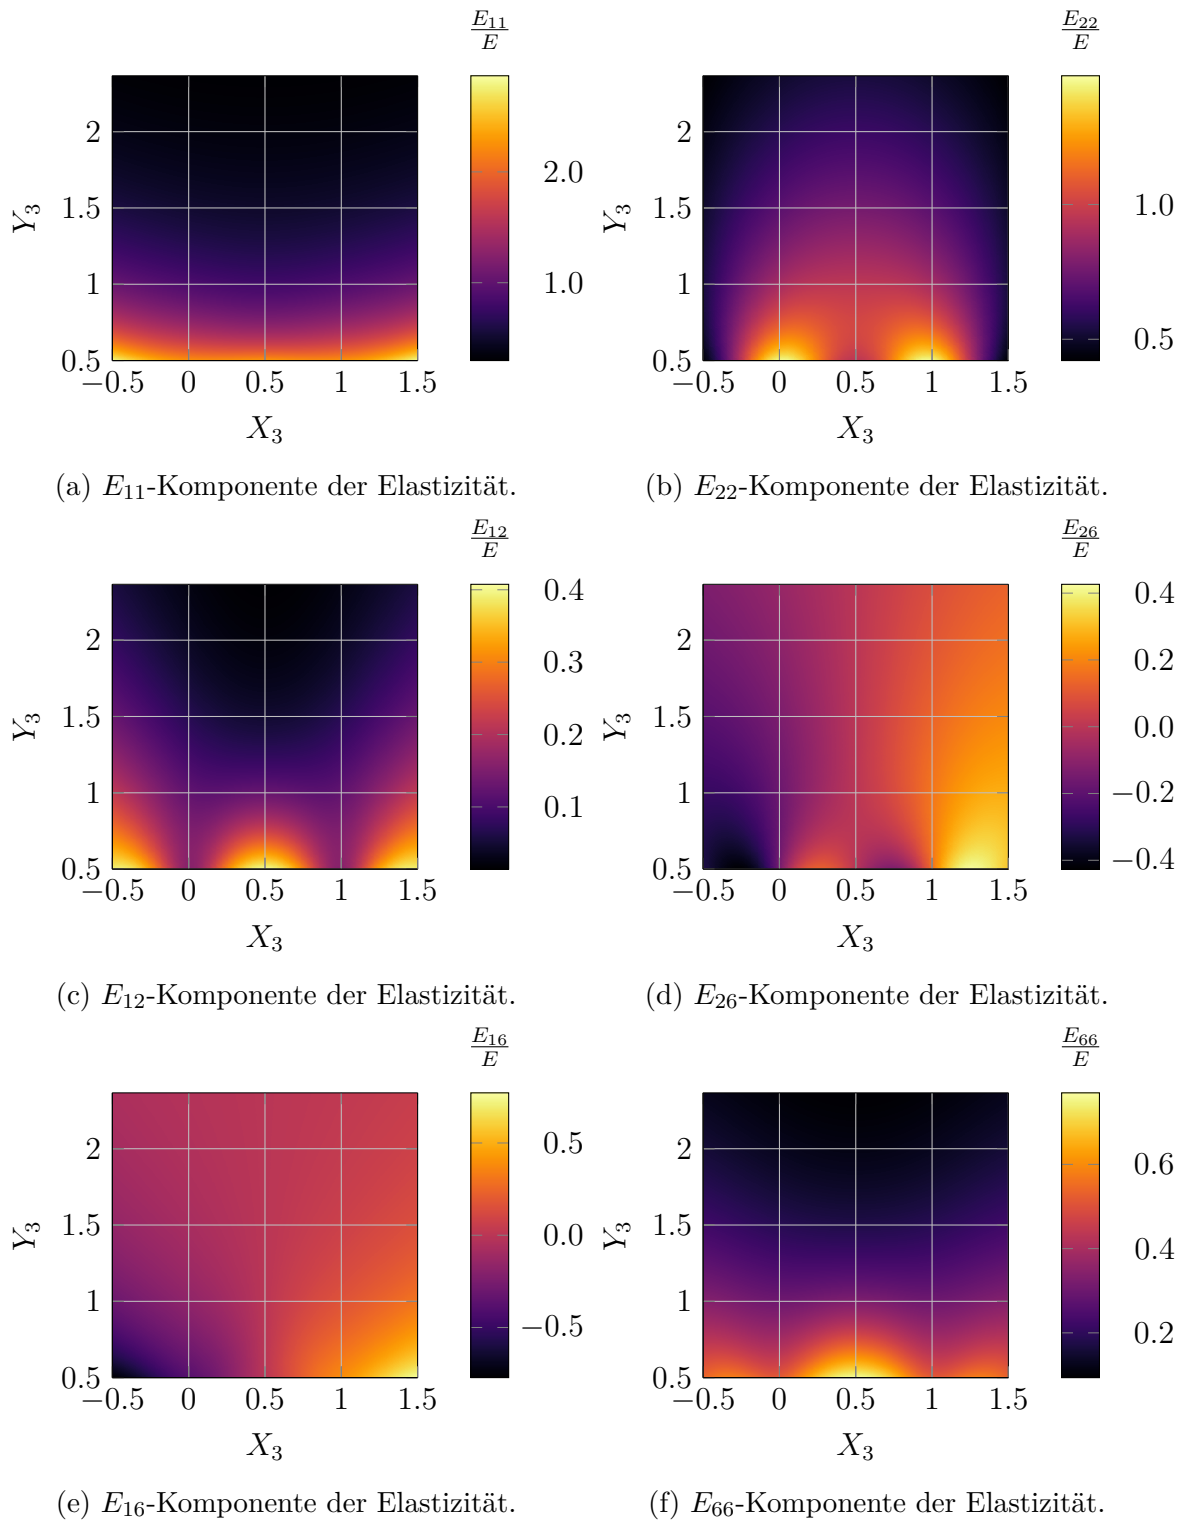 E₁₁/E
E₂₂/E
2
1.5
1
0.5
−0.5 0 0.5 1 1.5
X₃
Y₃
2.0
1.0
2
1.5
1
0.5
−0.5 0 0.5 1 1.5
X₃
Y₃
1.0
0.5
(a) E₁₁-Komponente der Elastizität.
(b) E₂₂-Komponente der Elastizität.
E₁₂/E
E₂₆/E
2
1.5
1
0.5
−0.5 0 0.5 1 1.5
X₃
Y₃
0.4
0.3
0.2
0.1
2
1.5
1
0.5
−0.5 0 0.5 1 1.5
X₃
Y₃
0.4
0.2
0.0
−0.2
−0.4
(c) E₁₂-Komponente der Elastizität.
(d) E₂₆-Komponente der Elastizität.
E₁₆/E
E₆₆/E
2
1.5
1
0.5
−0.5 0 0.5 1 1.5
X₃
Y₃
0.5
0.0
−0.5
2
1.5
1
0.5
−0.5 0 0.5 1 1.5
X₃
Y₃
0.6
0.4
0.2
(e) E₁₆-Komponente der Elastizität.
(f) E₆₆-Komponente der Elastizität.